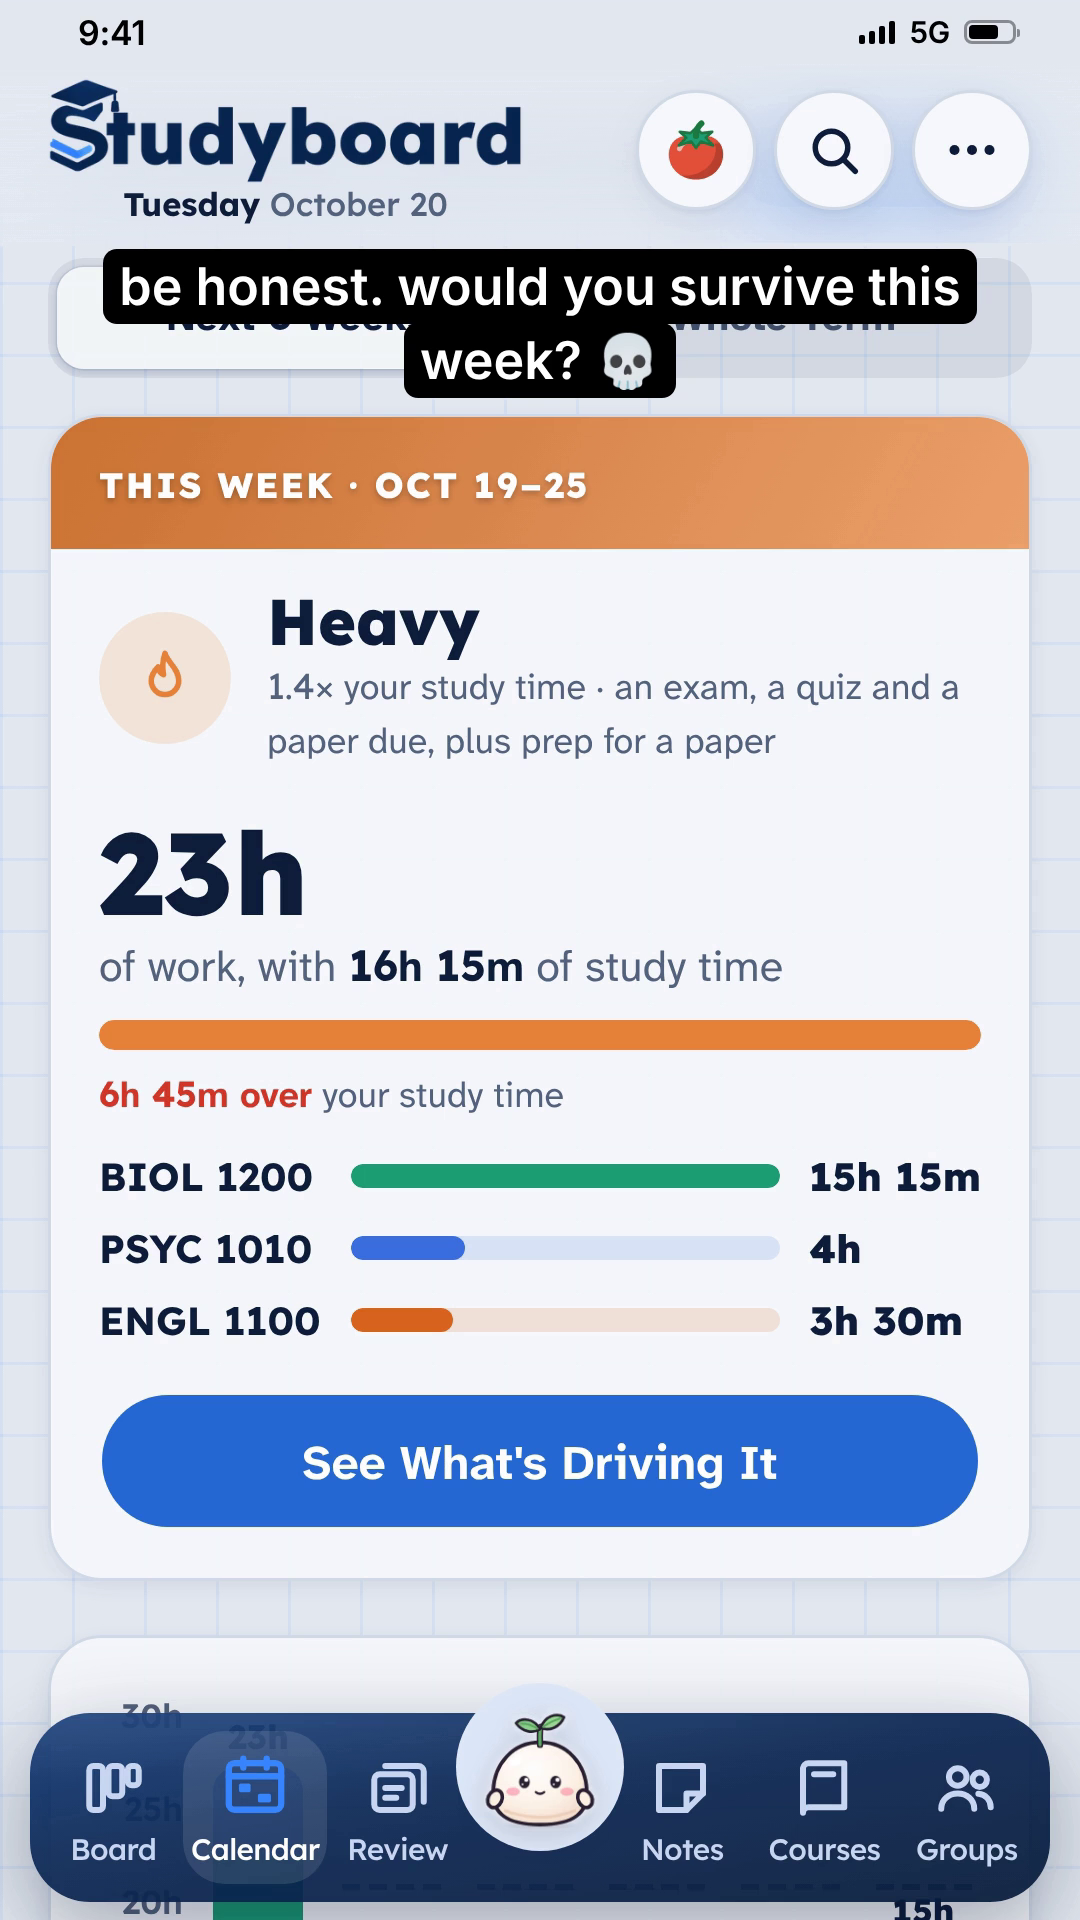 9:41
5G
Studyboard
Tuesday October 20
be honest. would you survive this
week? 💀
THIS WEEK · OCT 19–25
Heavy
1.4× your study time · an exam, a quiz and a
paper due, plus prep for a paper
23h
of work, with 16h 15m of study time
6h 45m over your study time
BIOL 1200 15h 15m
PSYC 1010 4h
ENGL 1100 3h 30m
See What's Driving It
30h
23h
25h
Board
Calendar
Review
Notes
Courses
Groups
20h
15h